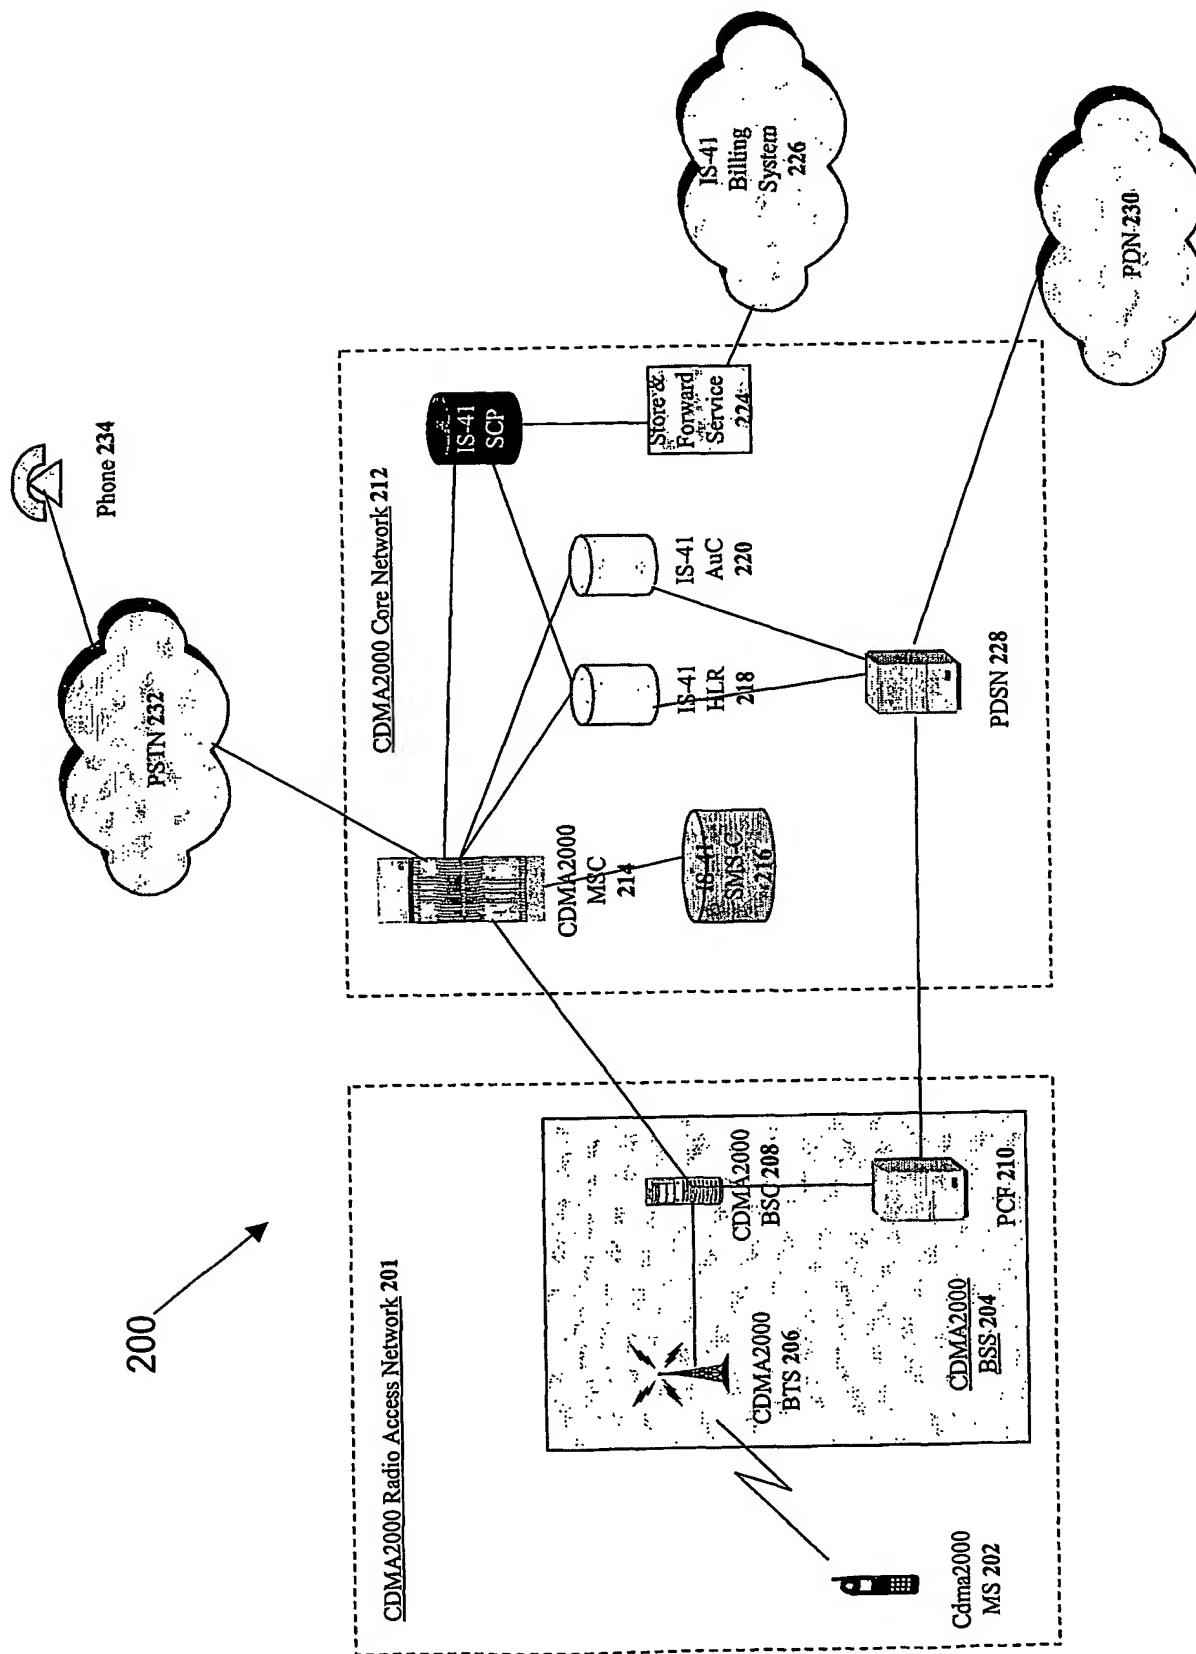 200
CDMA2000 Radio Access Network 201
Cdma2000
MS 202
CDMA2000
BTS 206
CDMA2000
BSC 208
CDMA2000
BSS 204
PCF 210
CDMA2000 Core Network 212
CDMA2000
MSC
214
IS-41
SMS-C
216
IS-41
HLR
218
IS-41
AuC
220
IS-41
SCP
Store &
Forward
Service
224
PDSN 228
PSTN 232
Phone 234
IS-41
Billing
System
226
PDN 230